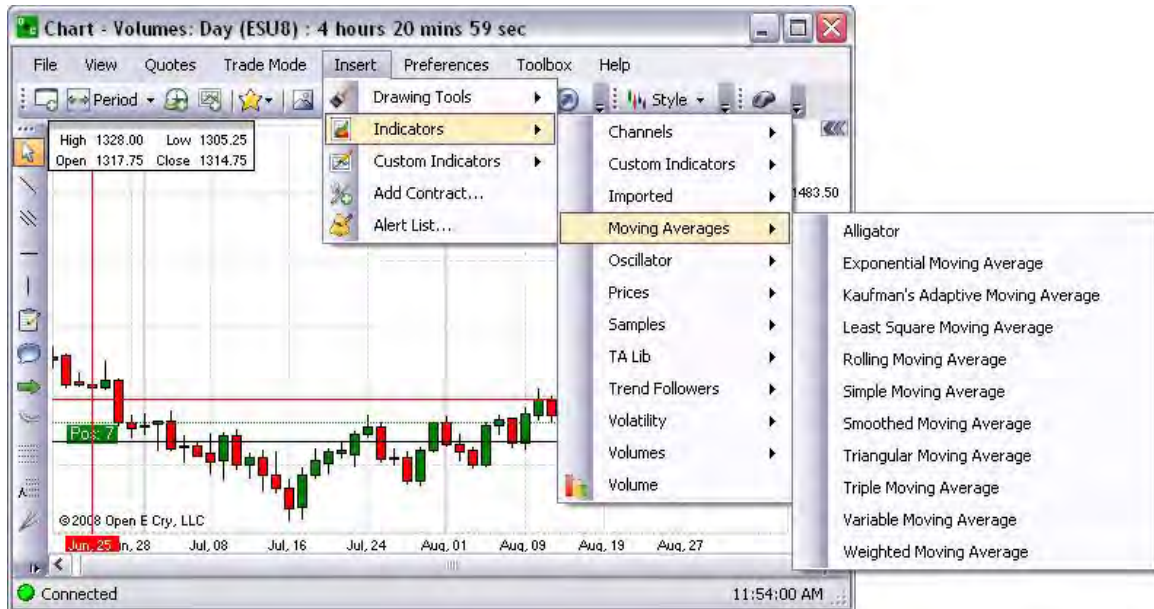 Chart - Volumes: Day (ESU8) : 4 hours 20 mins 59 sec
File View Quotes Trade Mode Insert Preferences Toolbox Help
Period
Style
High 1328.00 Low 1305.25
Open 1317.75 Close 1314.75
Drawing Tools
Indicators
Custom Indicators
Add Contract...
Alert List...
Channels
Custom Indicators
Imported
Moving Averages
Oscillator
Prices
Samples
TA Lib
Trend Followers
Volatility
Volumes
Volume
1483.50
Alligator
Exponential Moving Average
Kaufman's Adaptive Moving Average
Least Square Moving Average
Rolling Moving Average
Simple Moving Average
Smoothed Moving Average
Triangular Moving Average
Triple Moving Average
Variable Moving Average
Weighted Moving Average
Pos: 7
©2008 Open E Cry, LLC
Jun, 25 n, 28 Jul, 08 Jul, 16 Jul, 24 Aug, 01 Aug, 09 Aug, 19 Aug, 27
Connected 11:54:00 AM